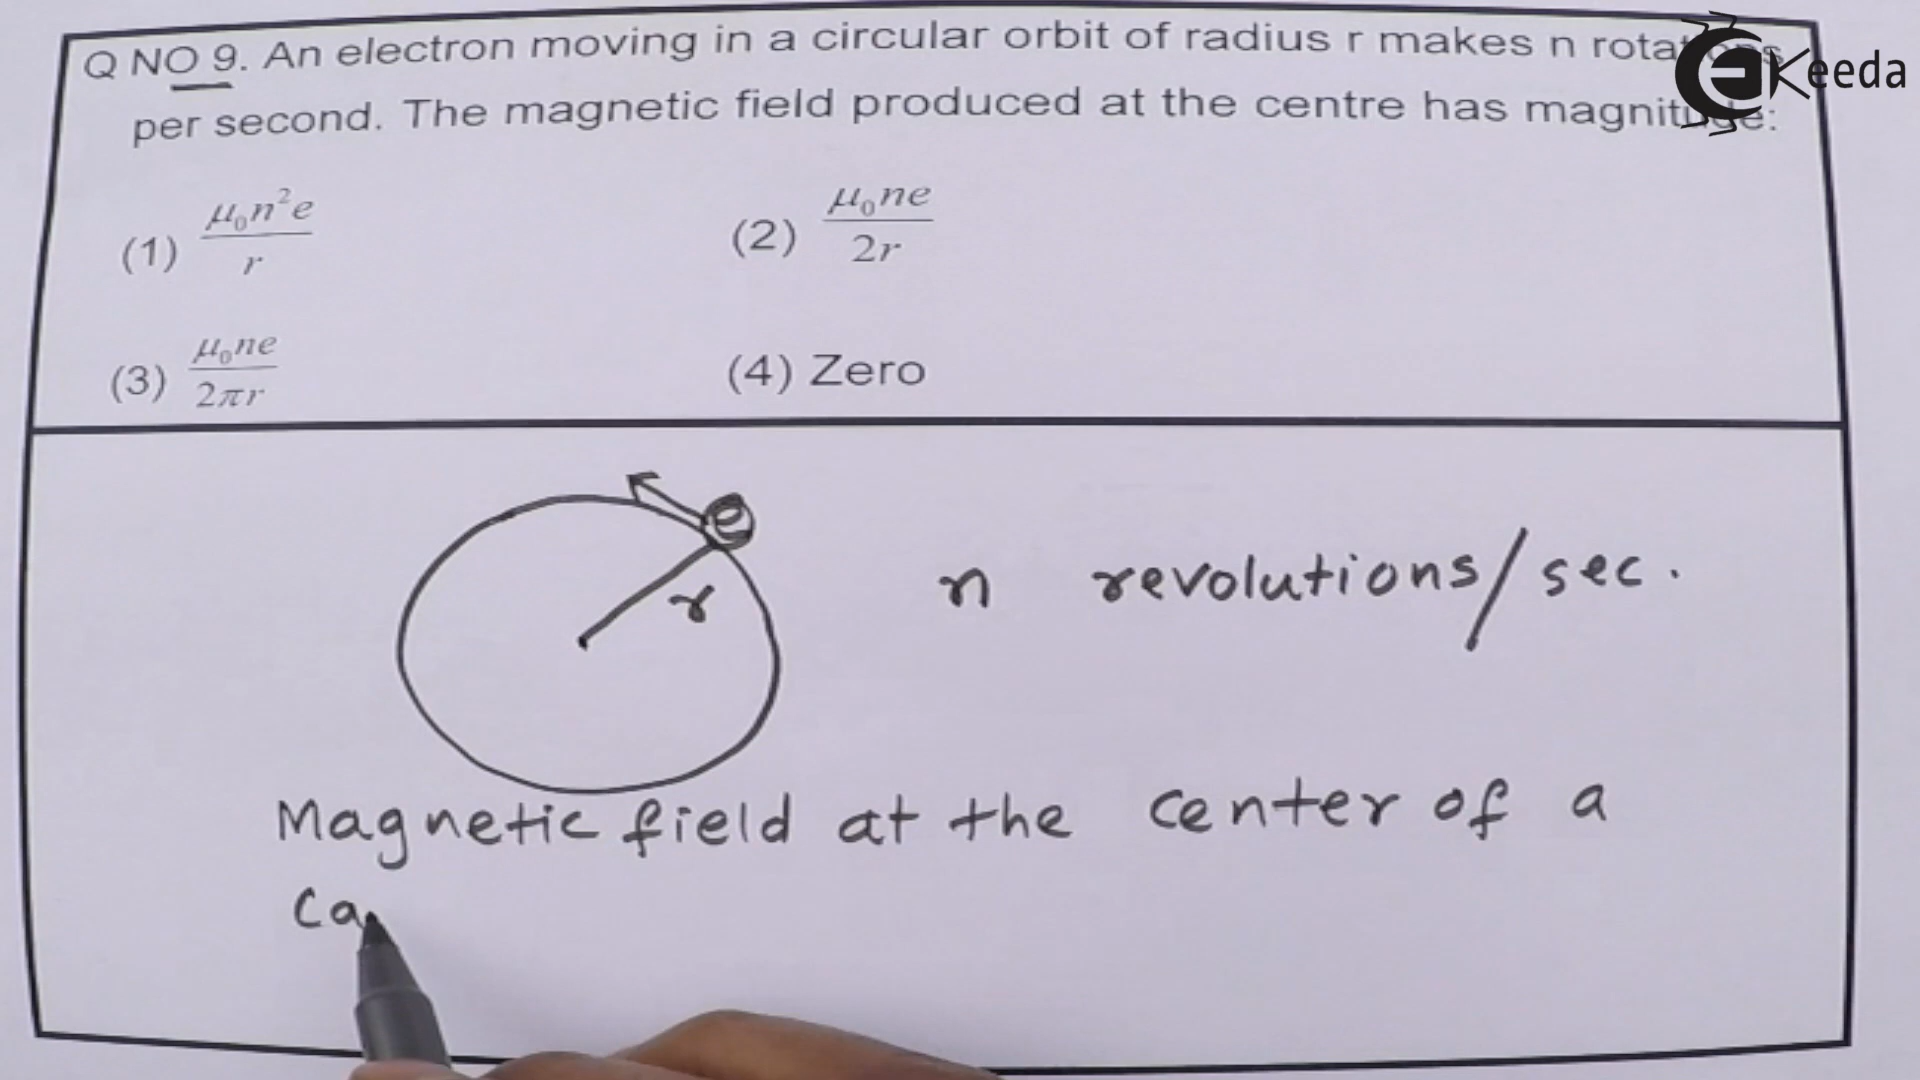 Q NO 9. An electron moving in a circular orbit of radius r makes n rotations
per second. The magnetic field produced at the centre has magnitude:
Keeda
(1) μ₀n²e / r (2) μ₀ne / 2r
(3) μ₀ne / 2πr (4) Zero
e
r
n revolutions/sec.
Magnetic field at the center of a
Ca